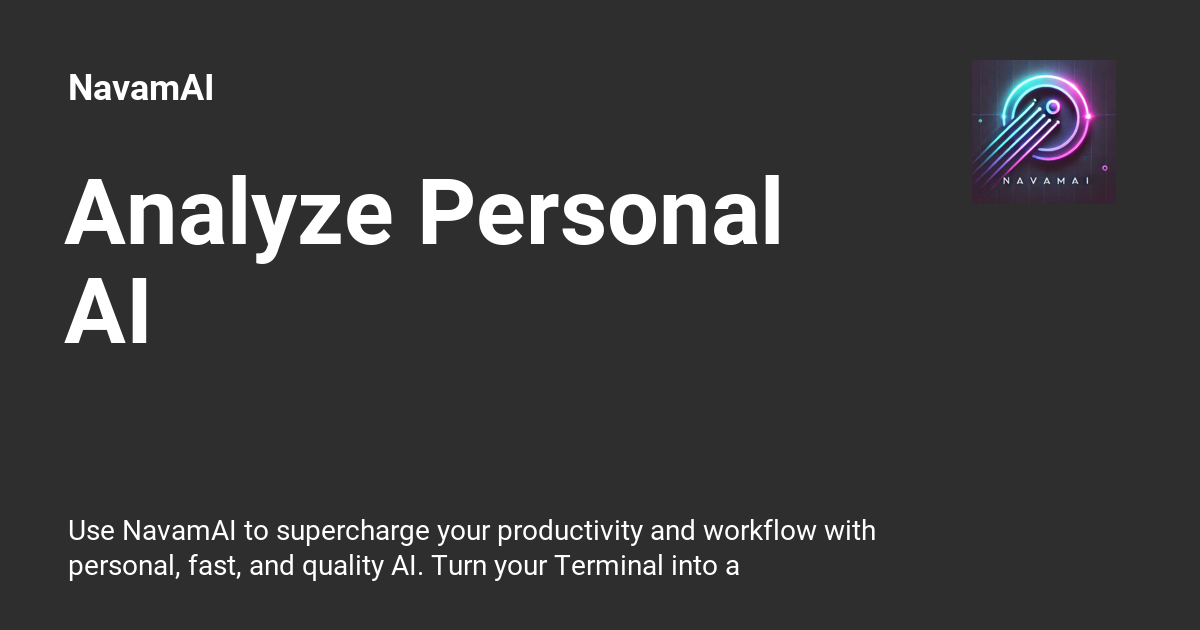 NavamAI
NAVAMAI
Analyze Personal
AI
Use NavamAI to supercharge your productivity and workflow with
personal, fast, and quality AI. Turn your Terminal into a